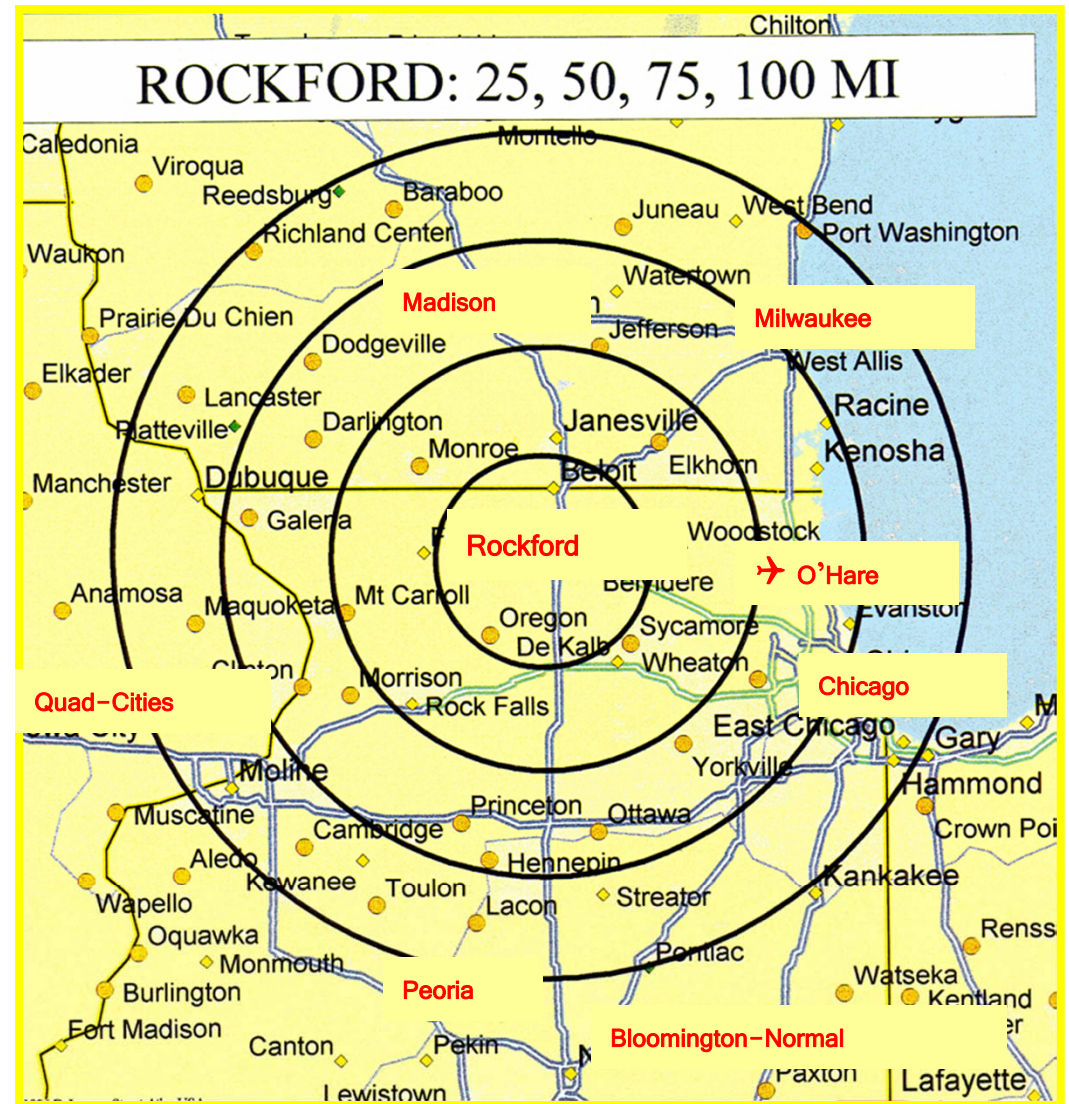 Chilton
ROCKFORD: 25, 50, 75, 100 MI
Montello
Caledonia
Viroqua
Reedsburg
Baraboo
Juneau
West Bend
Richland Center
Port Washington
Waukon
Watertown
Madison
Prairie Du Chien
Milwaukee
Jefferson
Dodgeville
West Allis
Elkader
Lancaster
Racine
Platteville
Darlington
Janesville
Monroe
Kenosha
Elkhorn
Beloit
Dubuque
Manchester
Galena
Woodstock
Rockford
O’Hare
Belvidere
Anamosa
Maquoketa
Mt Carroll
Evanston
Oregon
Sycamore
De Kalb
Wheaton
Clinton
Morrison
Chicago
Quad-Cities
Rock Falls
M
East Chicago
Gary
Yorkville
Moline
Hammond
Princeton
Ottawa
Muscatine
Cambridge
Crown Poi
Aledo
Hennepin
Kewanee
Toulon
Streator
Kankakee
Wapello
Lacon
Oquawka
Renss
Monmouth
Pontiac
Watseka
Peoria
Burlington
Kentland
er
Fort Madison
Bloomington-Normal
Canton
Pekin
N
Paxton
Lafayette
Lewistown